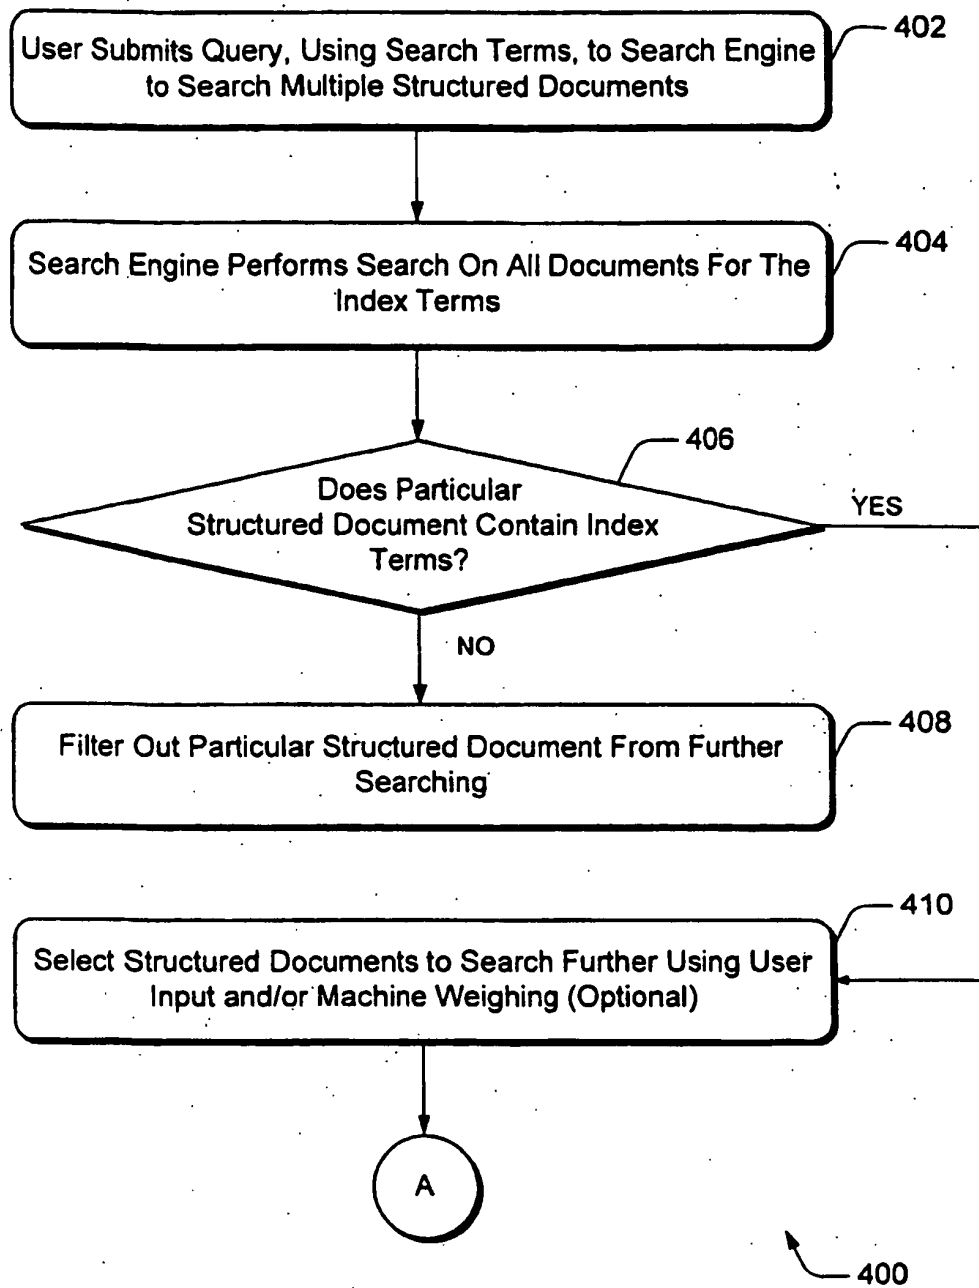 402
User Submits Query, Using Search Terms, to Search Engine
to Search Multiple Structured Documents
404
Search Engine Performs Search On All Documents For The
Index Terms
406
Does Particular
Structured Document Contain Index
Terms?
YES
NO
408
Filter Out Particular Structured Document From Further
Searching
410
Select Structured Documents to Search Further Using User
Input and/or Machine Weighing (Optional)
A
400